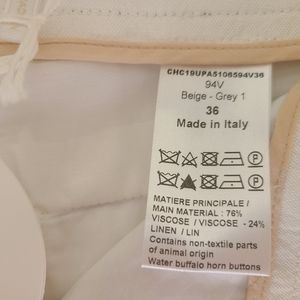 CHC19UPA5106594V36
94V
Beige - Grey 1
36
Made in Italy
MATIERE PRINCIPALE /
MAIN MATERIAL : 76%
VISCOSE / VISCOSE - 24%
LINEN / LIN
Contains non-textile parts
of animal origin
Water buffalo horn buttons